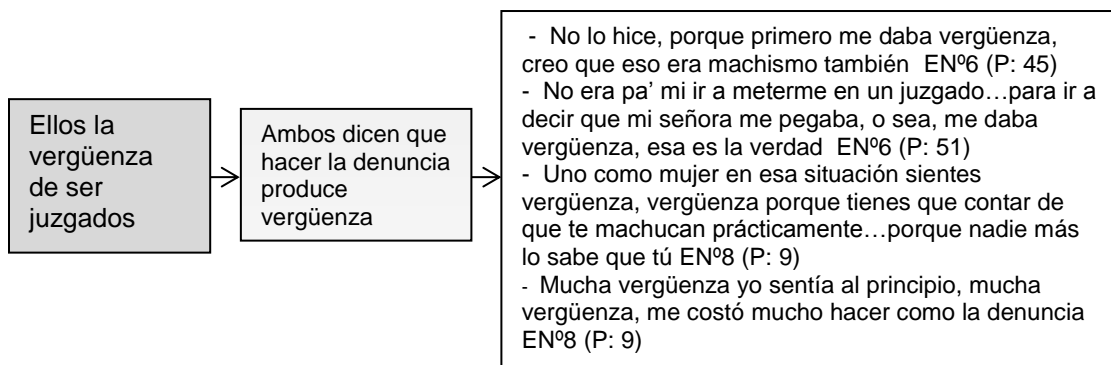 Ellos la
vergüenza
de ser
juzgados
Ambos dicen que
hacer la denuncia
produce
vergüenza
- No lo hice, porque primero me daba vergüenza,
creo que eso era machismo también ENº6 (P: 45)
- No era pa’ mi ir a meterme en un juzgado…para ir a
decir que mi señora me pegaba, o sea, me daba
vergüenza, esa es la verdad ENº6 (P: 51)
- Uno como mujer en esa situación sientes
vergüenza, vergüenza porque tienes que contar de
que te machucan prácticamente…porque nadie más
lo sabe que tú ENº8 (P: 9)
- Mucha vergüenza yo sentía al principio, mucha
vergüenza, me costó mucho hacer como la denuncia
ENº8 (P: 9)